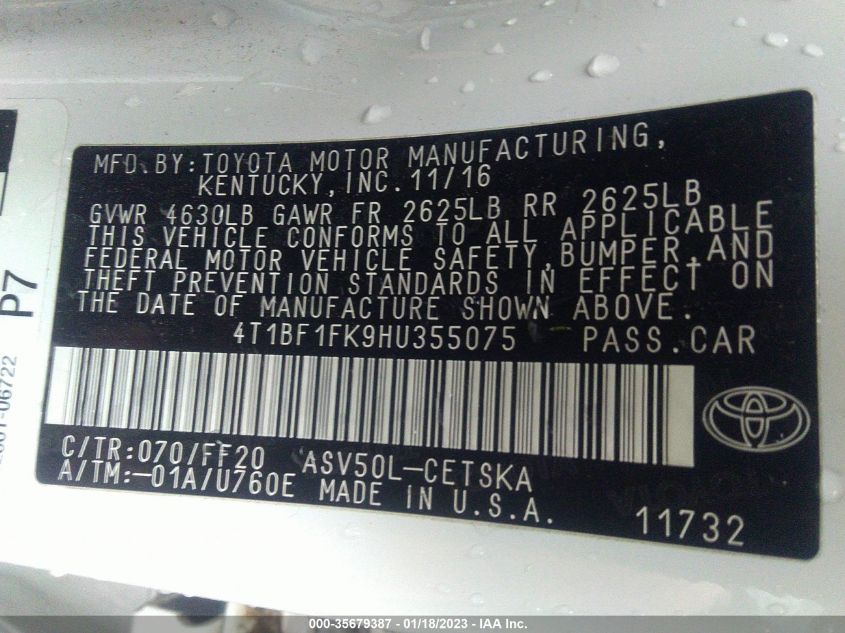 MFD.BY:TOYOTA MOTOR MANUFACTURING,
KENTUCKY,INC.11/16
GVWR 4630LB GAWR FR 2625LB RR 2625LB
THIS VEHICLE CONFORMS TO ALL APPLICABLE
FEDERAL MOTOR VEHICLE SAFETY,BUMPER,AND
THEFT PREVENTION STANDARDS IN EFFECT ON
THE DATE OF MANUFACTURE SHOWN ABOVE.
4T1BF1FK9HU355075 PASS.CAR
C/TR:070/FF20 ASV50L-CETSKA
A/TM:-01A/U760E MADE IN U.S.A.
11732
P7
000-35679387 - 01/18/2023 - IAA Inc.